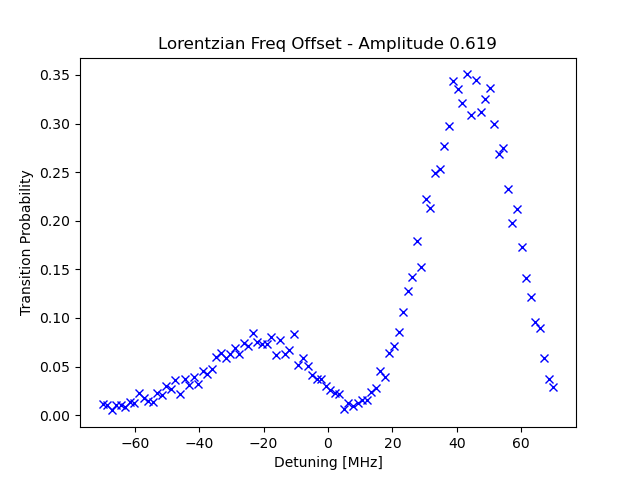 Lorentzian Freq Offset - Amplitude 0.619
0.35
0.30
0.25
0.20
0.15
0.10
0.05
0.00
Transition Probability
−60 −40 −20 0 20 40 60
Detuning [MHz]